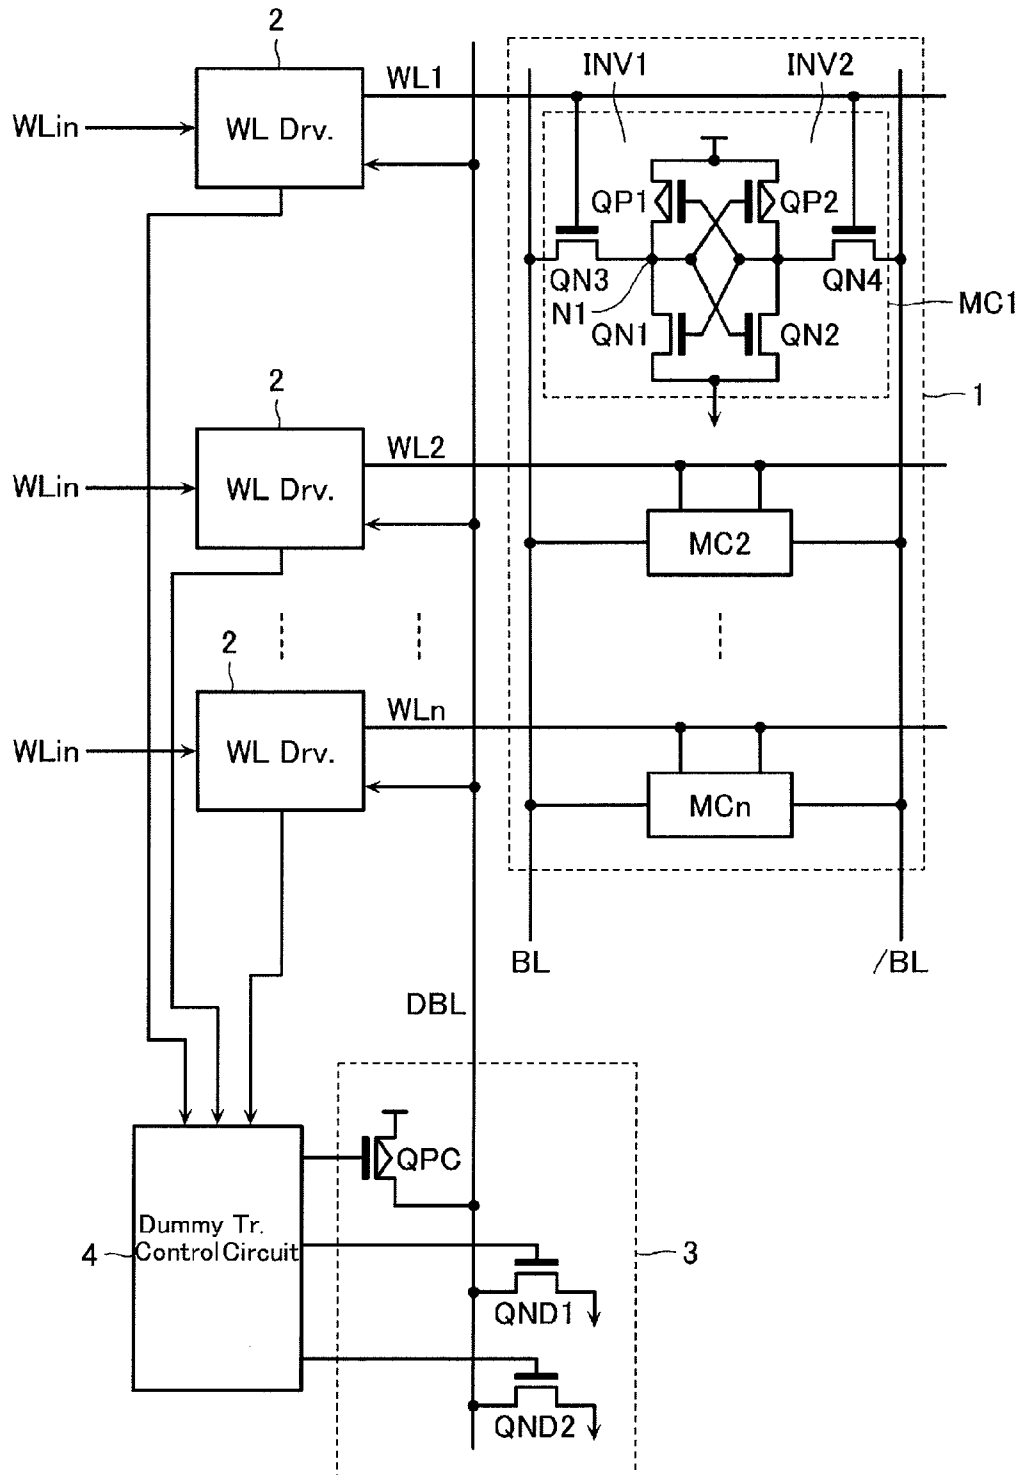 2
INV1
INV2
WL1
WLin
WL Drv.
QP1
QP2
QN3
QN4
N1
MC1
QN1
QN2
2
1
WL2
WLin
WL Drv.
MC2
2
WLn
WLin
WL Drv.
MCn
BL
/BL
DBL
QPC
Dummy Tr.
Control Circuit
4
3
QND1
QND2